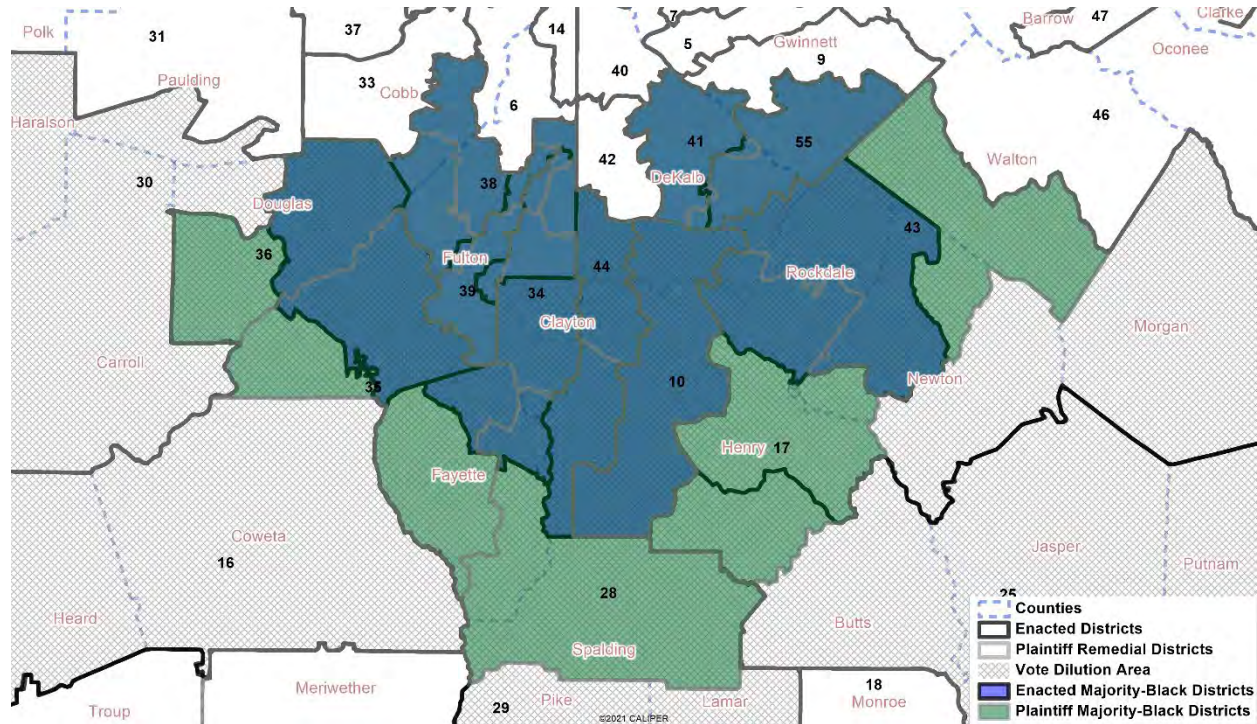 31
37
14
7
5
47
Polk
Barrow
Clarke
Gwinnett
Oconee
Paulding
40
9
33
Cobb
6
Haralson
41
55
46
42
30
38
DeKalb
Walton
Douglas
36
43
44
Fulton
Rockdale
39
34
Clayton
Morgan
Carroll
35
10
Newton
Henry
17
Fayette
Coweta
16
Jasper
Putnam
28
25
Heard
Butts
Spalding
Meriwether
18
Pike
Lamar
Monroe
Troup
29
©2021 CALIPER
Counties
Enacted Districts
Plaintiff Remedial Districts
Vote Dilution Area
Enacted Majority-Black Districts
Plaintiff Majority-Black Districts